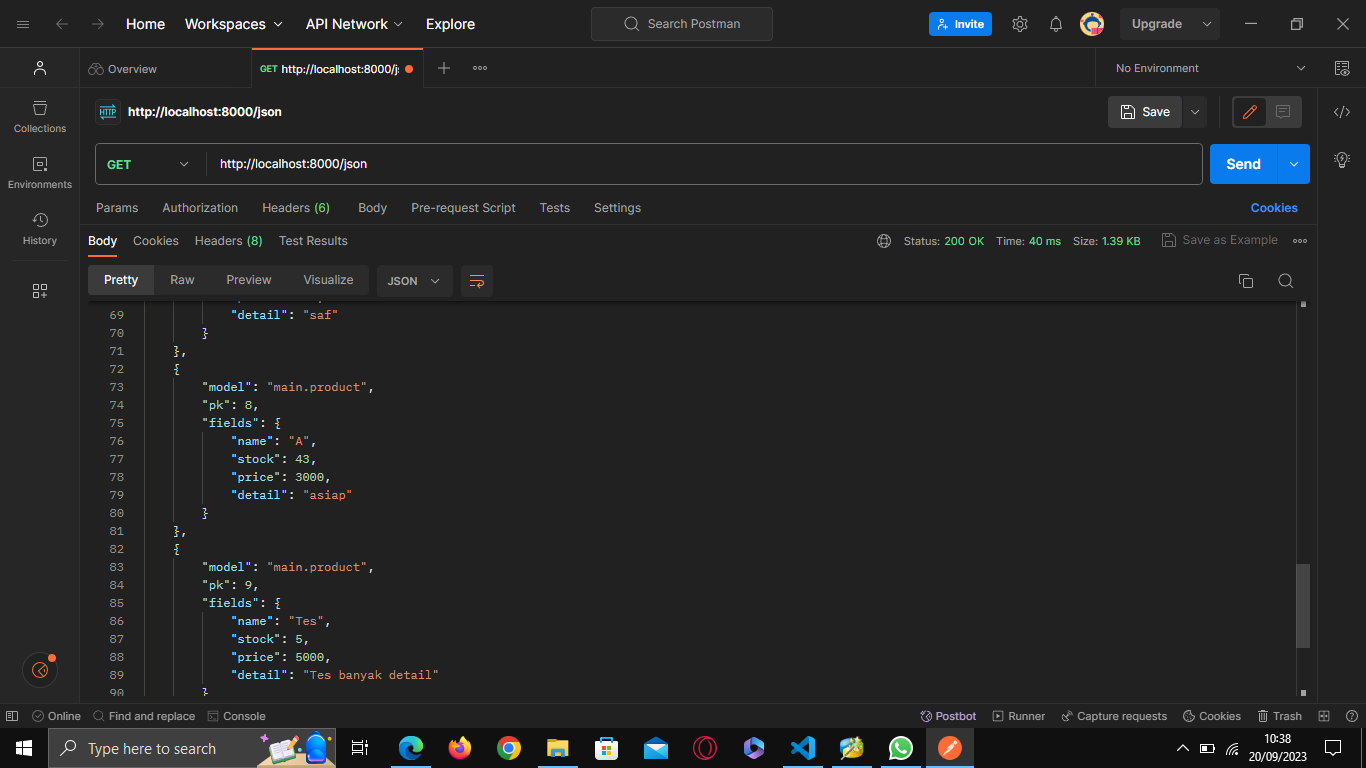 Home Workspaces API Network Explore Search Postman Invite Upgrade
Overview GET http://localhost:8000/j No Environment
HTTP http://localhost:8000/json Save
Collections
GET http://localhost:8000/json Send
Environments
Params Authorization Headers (6) Body Pre-request Script Tests Settings Cookies
History
Body Cookies Headers (8) Test Results Status: 200 OK Time: 40 ms Size: 1.39 KB Save as Example
Pretty Raw Preview Visualize JSON
69 "detail": "saf"
70 }
71 },
72 {
73 "model": "main.product",
74 "pk": 8,
75 "fields": {
76 "name": "A",
77 "stock": 43,
78 "price": 3000,
79 "detail": "asiap"
80 }
81 },
82 {
83 "model": "main.product",
84 "pk": 9,
85 "fields": {
86 "name": "Tes",
87 "stock": 5,
88 "price": 5000,
89 "detail": "Tes banyak detail"
90 }
Online Find and replace Console Postbot Runner Capture requests Cookies Trash
Type here to search 10:38
20/09/2023